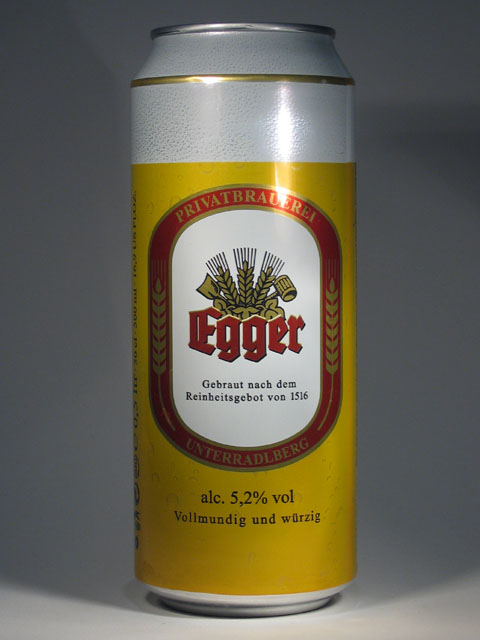 PRIVATBRAUEREI
Egger
Gebraut nach dem
Reinheitsgebot von 1516
UNTERRADLBERG
alc. 5,2% vol
Vollmundig und würzig